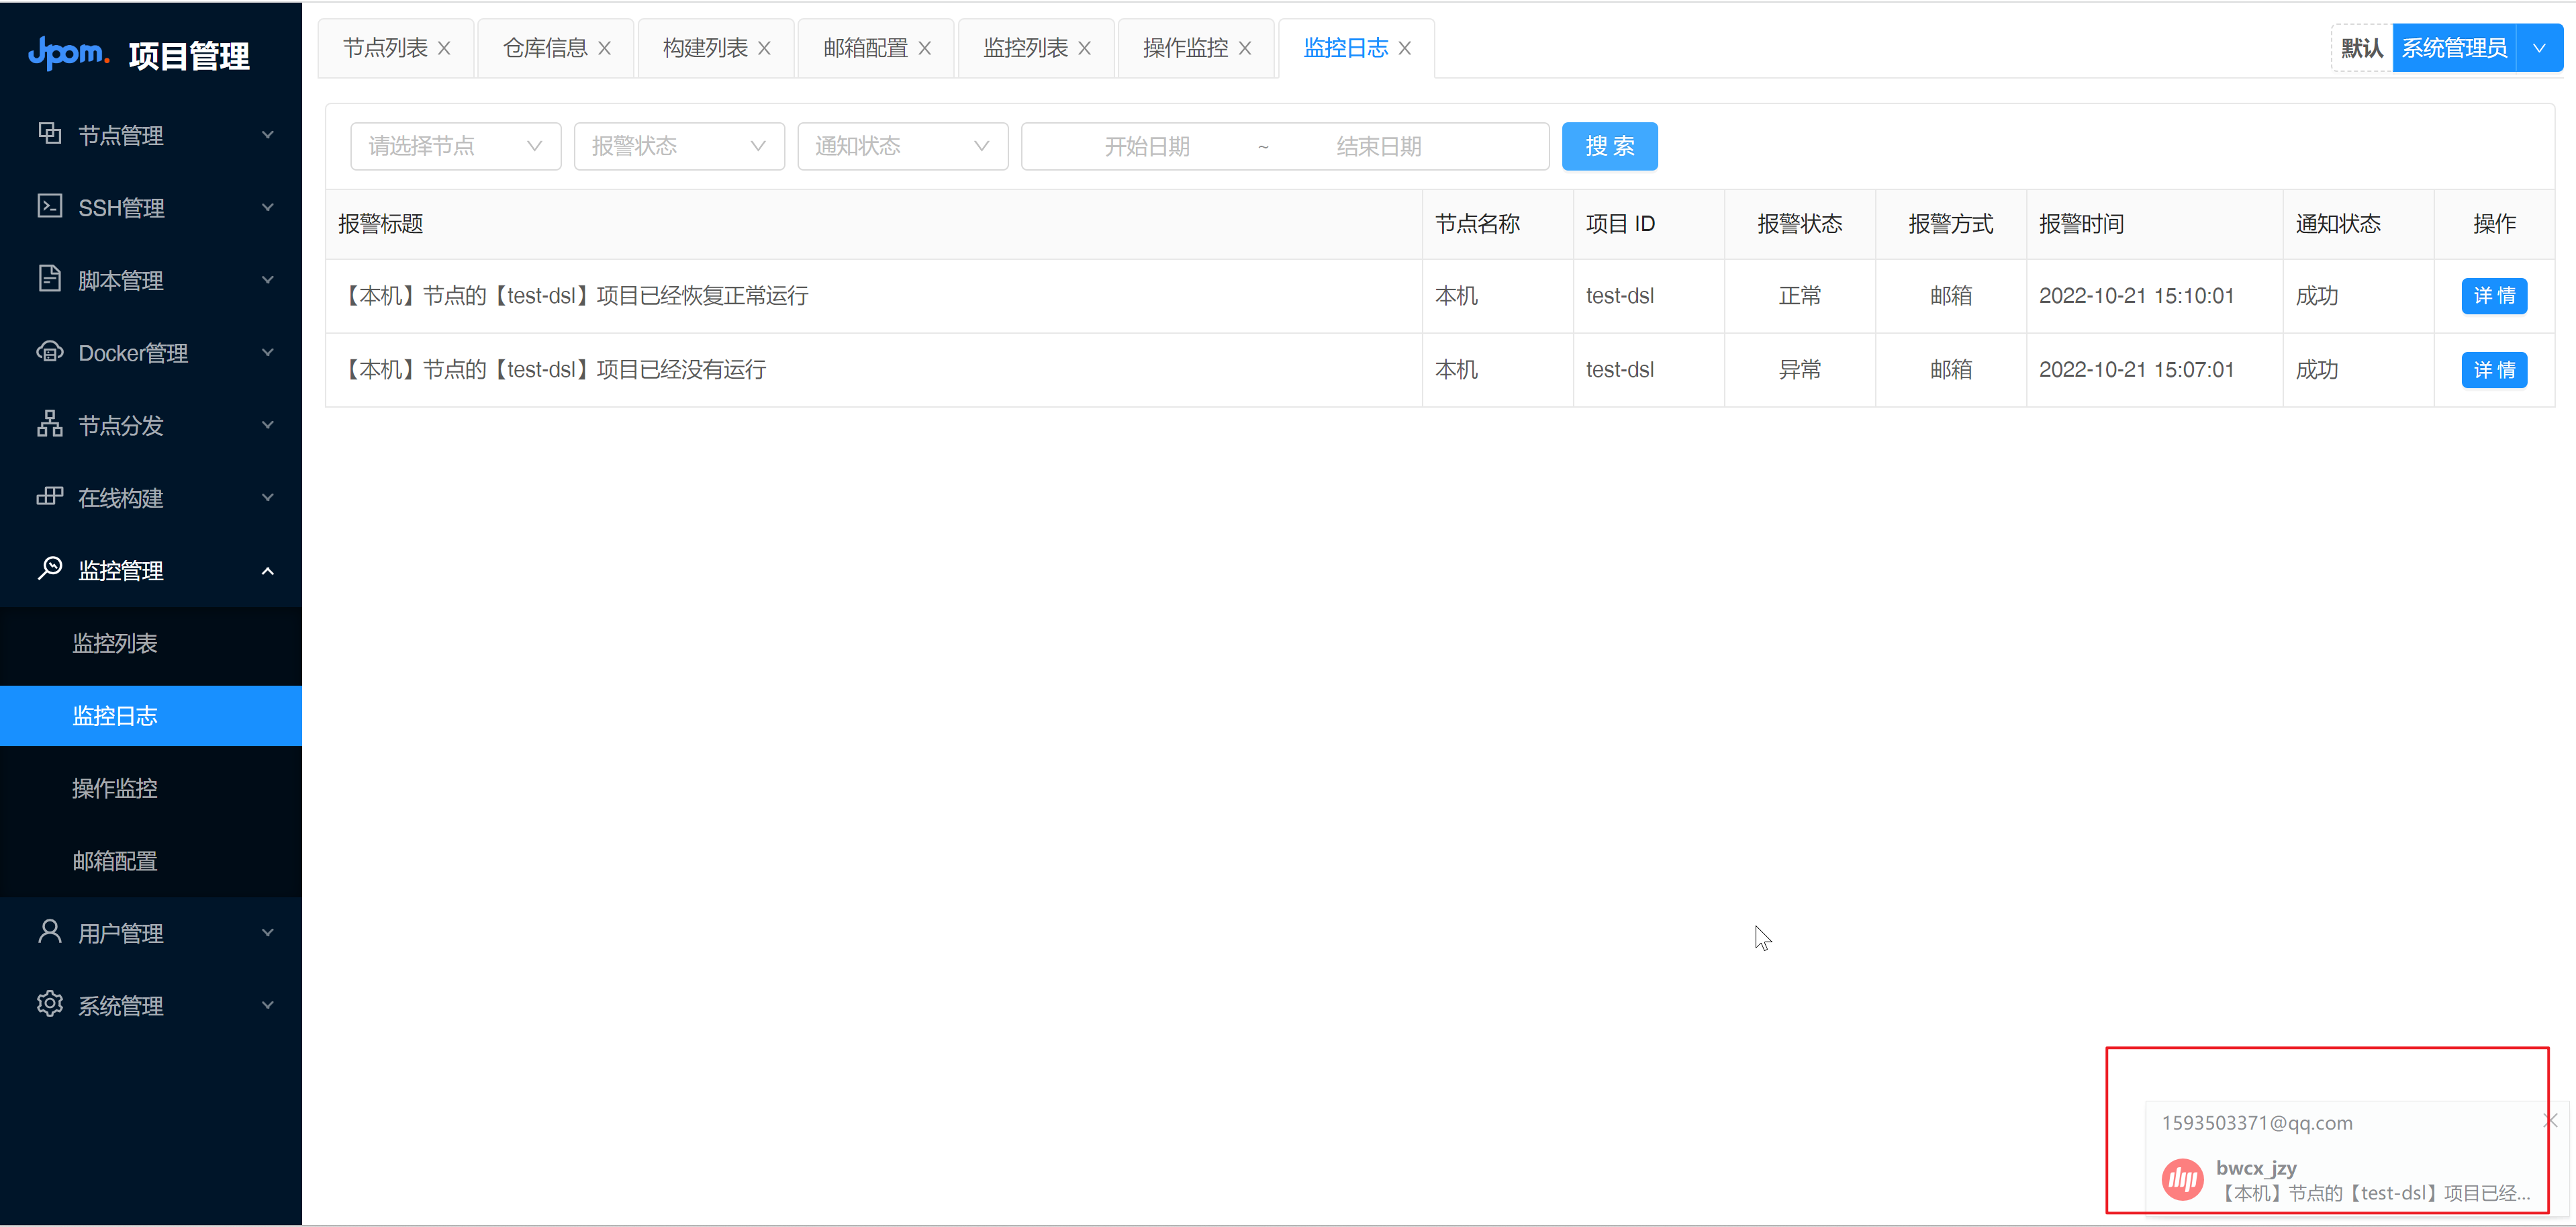 Jpom. 项目管理
节点管理
SSH管理
脚本管理
Docker管理
节点分发
在线构建
监控管理
监控列表
监控日志
操作监控
邮箱配置
用户管理
系统管理
节点列表 仓库信息 构建列表 邮箱配置 监控列表 操作监控 监控日志 默认 系统管理员
请选择节点 报警状态 通知状态 开始日期 ~ 结束日期 搜 索
报警标题 节点名称 项目 ID 报警状态 报警方式 报警时间 通知状态 操作
【本机】节点的【test-dsl】项目已经恢复正常运行 本机 test-dsl 正常 邮箱 2022-10-21 15:10:01 成功 详 情
【本机】节点的【test-dsl】项目已经没有运行 本机 test-dsl 异常 邮箱 2022-10-21 15:07:01 成功 详 情
1593503371@qq.com
bwcx_jzy
【本机】节点的【test-dsl】项目已经...